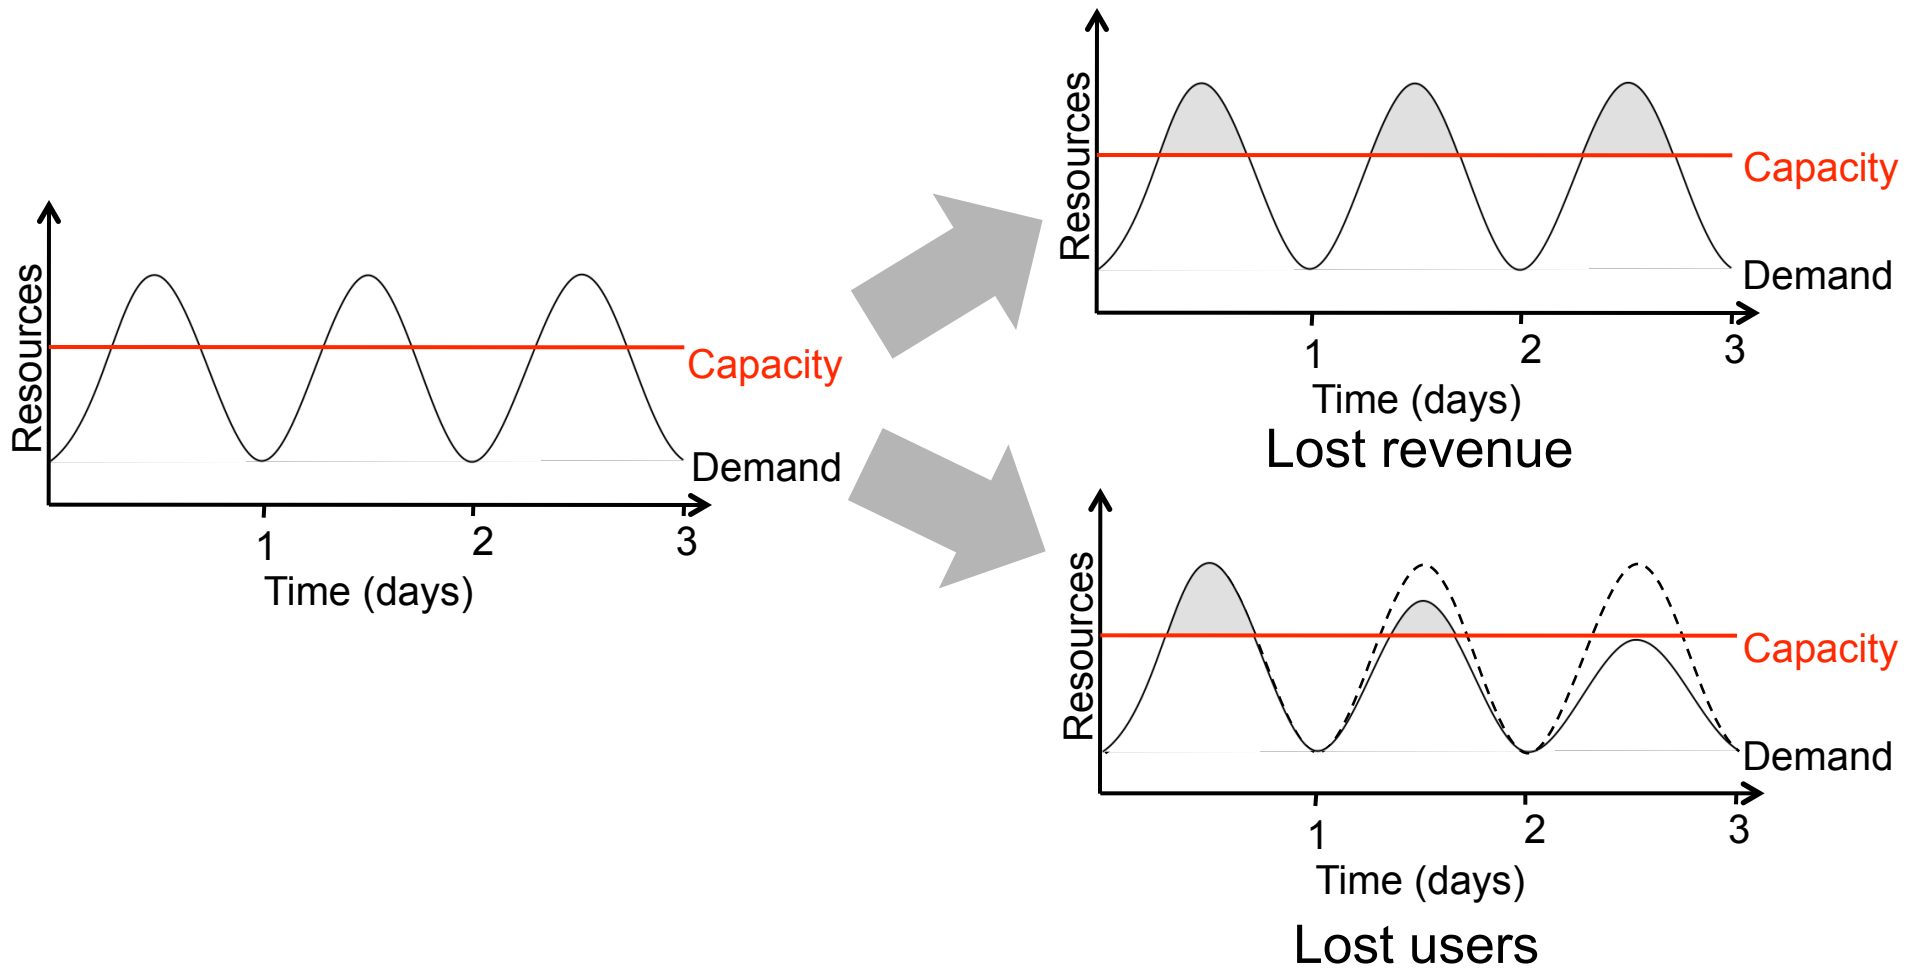 Resources
Capacity
Demand
1
2
3
Time (days)
Resources
Capacity
Demand
1
2
3
Time (days)
Lost revenue
Resources
Capacity
Demand
1
2
3
Time (days)
Lost users